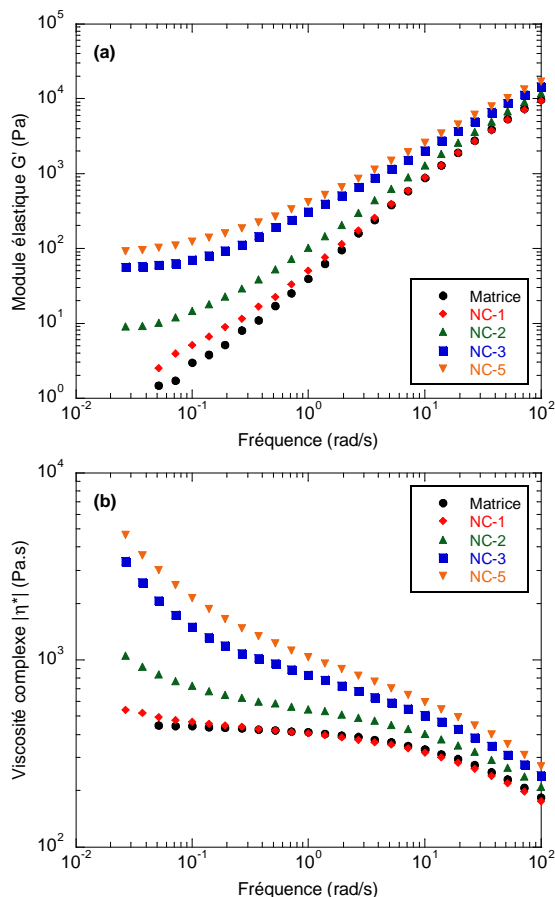 (a)
Module élastique G' (Pa)
10^5
10^4
10^3
10^2
10^1
10^0
Matrice
NC-1
NC-2
NC-3
NC-5
10^-2 10^-1 10^0 10^1 10^2
Fréquence (rad/s)
(b)
Viscosité complexe |η*| (Pa.s)
10^4
10^3
10^2
Matrice
NC-1
NC-2
NC-3
NC-5
10^-2 10^-1 10^0 10^1 10^2
Fréquence (rad/s)